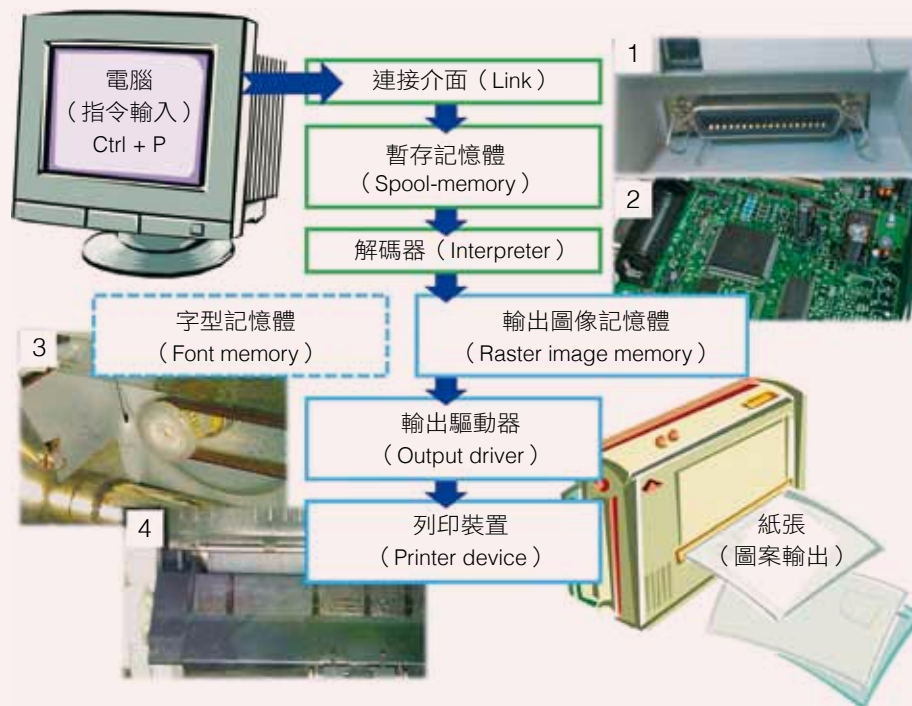 電腦
（指令輸入）
Ctrl + P
連接介面（Link）
1
暫存記憶體
（Spool-memory）
2
解碼器（Interpreter）
字型記憶體
（Font memory）
輸出圖像記憶體
（Raster image memory）
3
輸出驅動器
（Output driver）
4
列印裝置
（Printer device）
紙張
（圖案輸出）